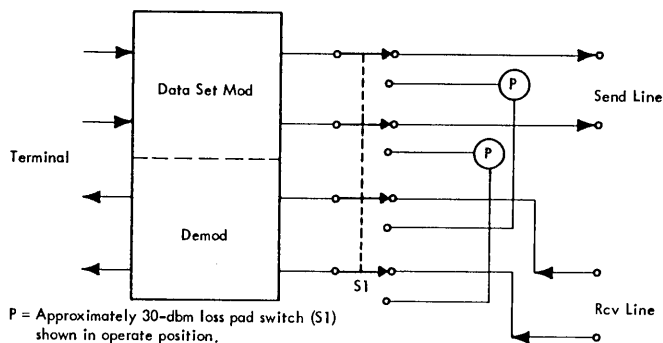 Data Set Mod
P
Send Line
P
Terminal
Demod
S1
Rcv Line
P = Approximately 30-dbm loss pad switch (S1)
shown in operate position.